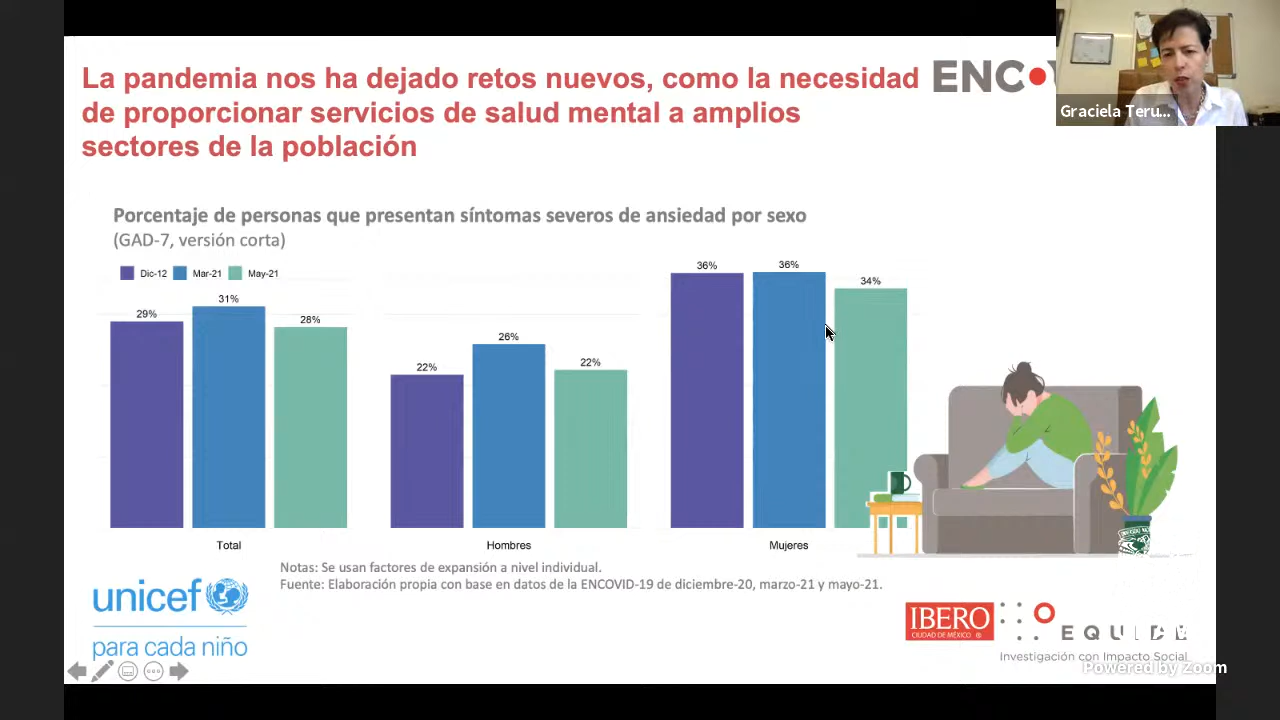 La pandemia nos ha dejado retos nuevos, como la necesidad
de proporcionar servicios de salud mental a amplios
sectores de la población
ENC
Graciela Teru...
Porcentaje de personas que presentan síntomas severos de ansiedad por sexo
(GAD-7, versión corta)
Dic-12 Mar-21 May-21
29% 31% 28%
22% 26% 22%
36% 36% 34%
Total Hombres Mujeres
Notas: Se usan factores de expansión a nivel individual.
Fuente: Elaboración propia con base en datos de la ENCOVID-19 de diciembre-20, marzo-21 y mayo-21.
unicef
para cada niño
IBERO
CIUDAD DE MÉXICO ®
EQUI
Investigación con Impacto Social
Powered by Zoom